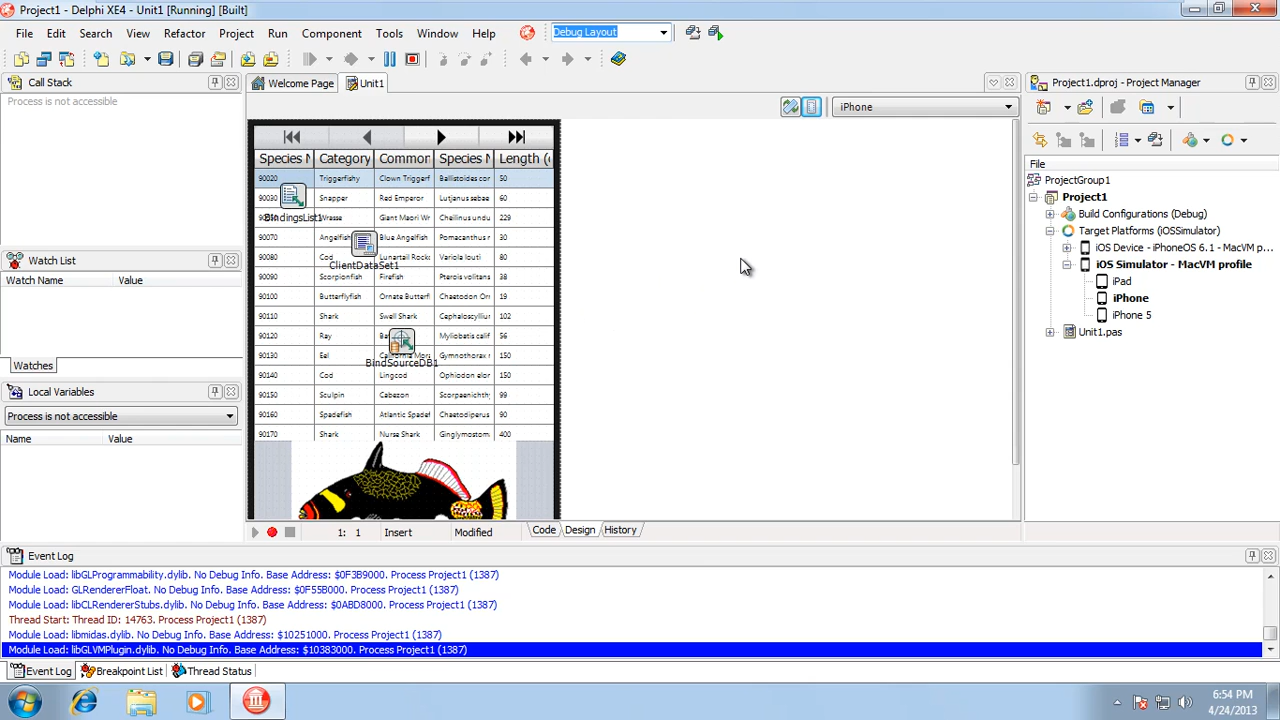 Project1 - Delphi XE4 - Unit1 [Running] [Built]
File Edit Search View Refactor Project Run Component Tools Window Help Debug Layout
Call Stack
Process is not accessible
Welcome Page Unit1
iPhone
Species N Category Common Species N Length (c
90020 Triggerfishy Clown Triggerf Ballistoides con 50
90030 Snapper Red Emperor Lutjanus sebae 60
BindingsList1 Wrasse Giant Maori Wr Cheilinus undu 229
90070 Angelfish Blue Angelfish Pomacanthus n 30
90080 Cod Lunartail Rockc Variola louti 80
ClientDataSet1
90090 Scorpionfish Firefish Pterois volitans 38
90100 Butterflyfish Ornate Butterfl Chaetodon Orn 19
90110 Shark Swell Shark Cephaloscylliur 102
90120 Ray Ba Myliobatis calif 56
90130 Eel California Mora Gymnothorax r 150
BindSourceDB1
90140 Cod Lingcod Ophiodon elor 150
90150 Sculpin Cabezon Scorpaenichthy 99
90160 Spadefish Atlantic Spadef Chaetodiperus 90
90170 Shark Nurse Shark Ginglymostom 400
1: 1 Insert Modified Code Design History
Watch List
Watch Name Value
Watches
Local Variables
Process is not accessible
Name Value
Project1.dproj - Project Manager
File
ProjectGroup1
Project1
Build Configurations (Debug)
Target Platforms (iOSSimulator)
iOS Device - iPhoneOS 6.1 - MacVM p...
iOS Simulator - MacVM profile
iPad
iPhone
iPhone 5
Unit1.pas
Event Log
Module Load: libGLProgrammability.dylib. No Debug Info. Base Address: $0F3B9000. Process Project1 (1387)
Module Load: GLRendererFloat. No Debug Info. Base Address: $0F55B000. Process Project1 (1387)
Module Load: libCLRendererStubs.dylib. No Debug Info. Base Address: $0ABD8000. Process Project1 (1387)
Thread Start: Thread ID: 14763. Process Project1 (1387)
Module Load: libmidas.dylib. No Debug Info. Base Address: $10251000. Process Project1 (1387)
Module Load: libGLVMPlugin.dylib. No Debug Info. Base Address: $10383000. Process Project1 (1387)
Event Log Breakpoint List Thread Status
6:54 PM
4/24/2013